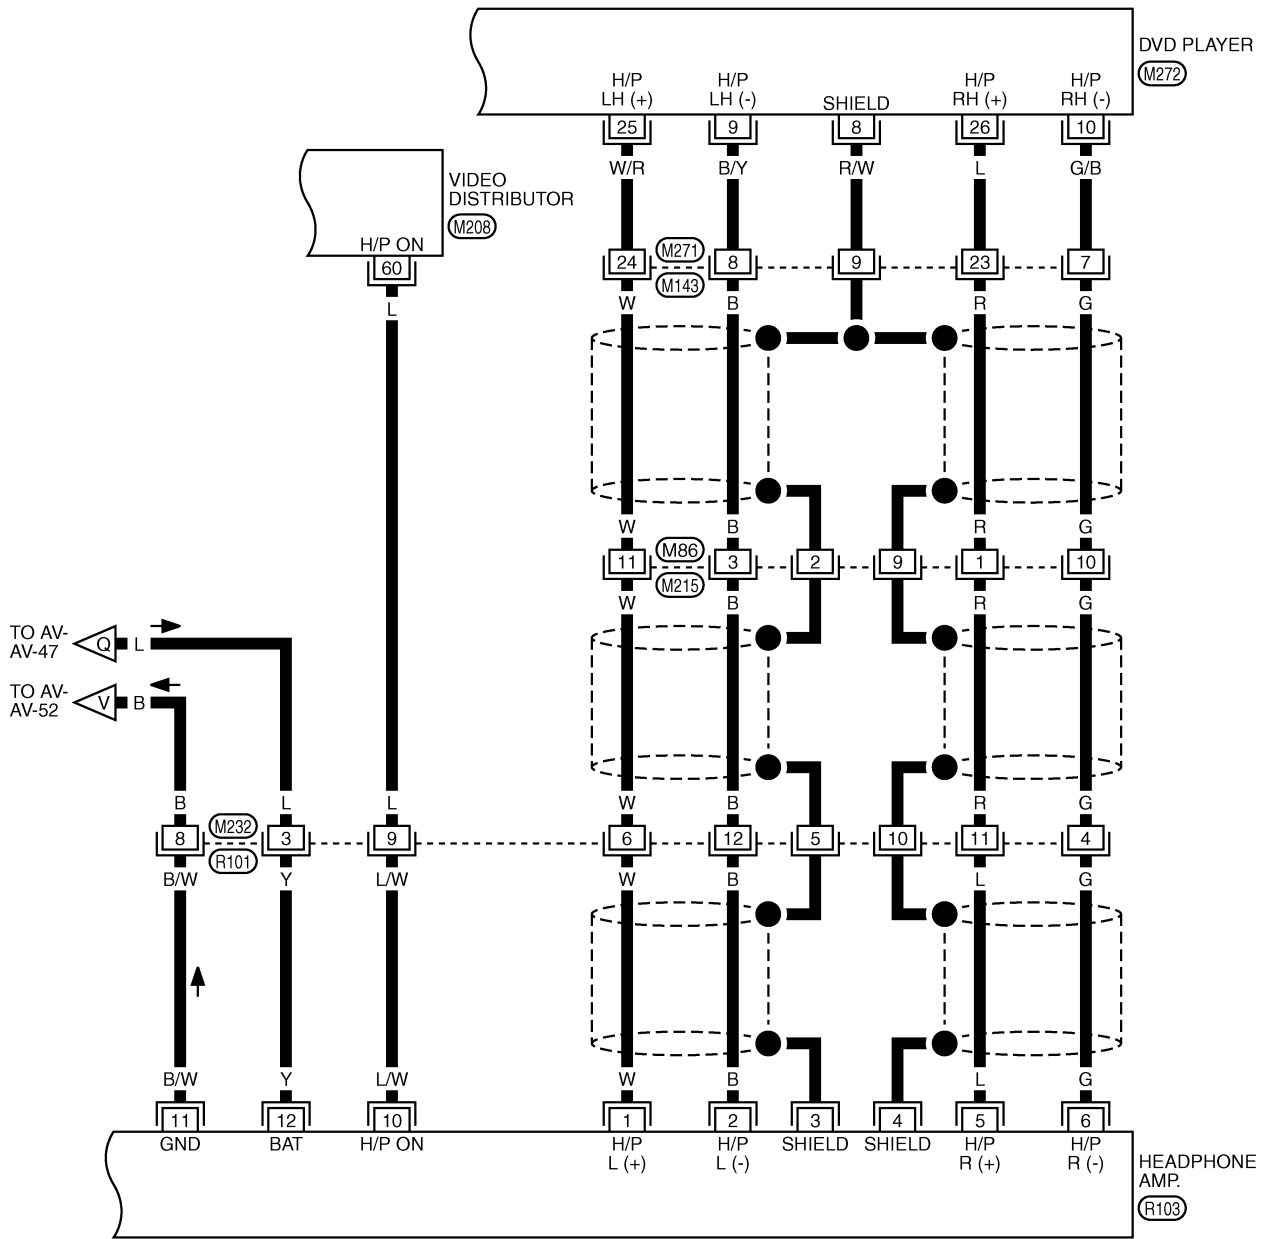 DVD PLAYER
M272
H/P LH (+)
H/P LH (-)
SHIELD
H/P RH (+)
H/P RH (-)
25 9 8 26 10
W/R B/Y R/W L G/B
VIDEO
DISTRIBUTOR
M208
H/P ON
60
L
24 M271 8 9 23 7
M143
W B R G
W B R G
11 M86 3 2 9 1 10
M215
W B R G
TO AV-
AV-47
Q L
TO AV-
AV-52
V B
B L L W B R G
8 M232 3 9 6 12 5 10 11 4
R101
B/W Y L/W W B L G
B/W Y L/W W B L G
11 12 10 1 2 3 4 5 6
GND
BAT
H/P ON
H/P L (+)
H/P L (-)
SHIELD
SHIELD
H/P R (+)
H/P R (-)
HEADPHONE
AMP.
R103